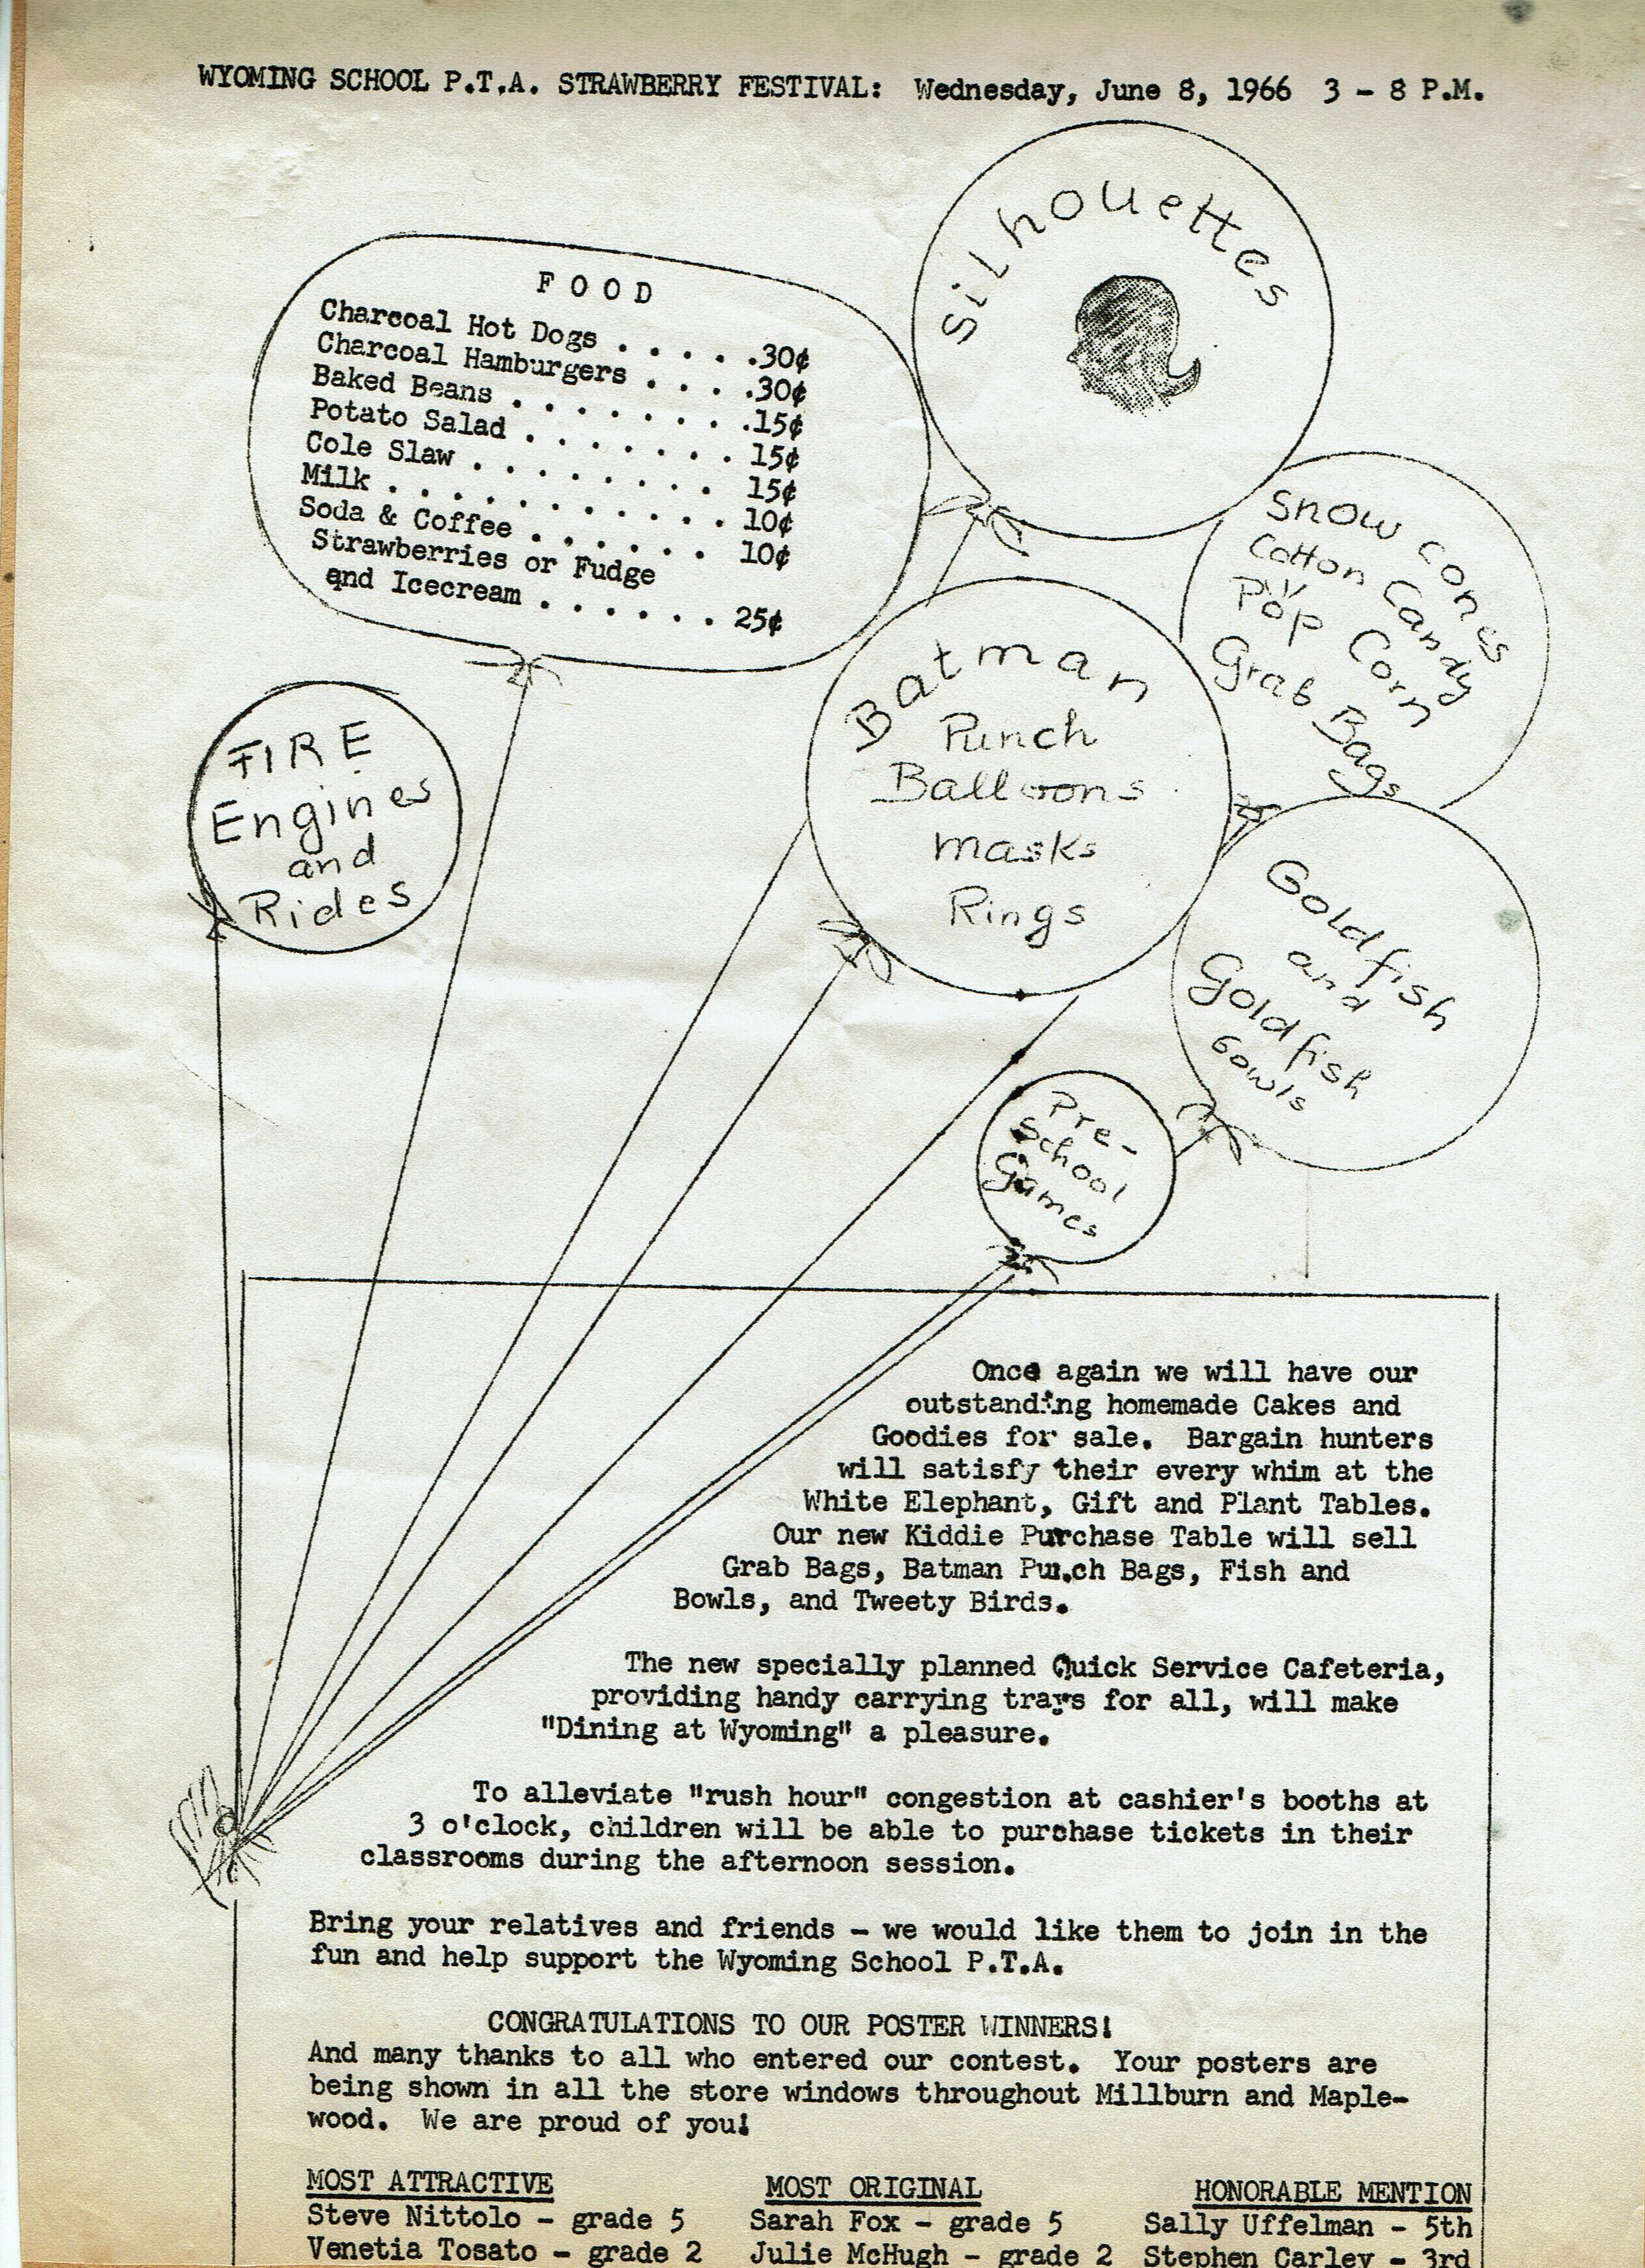 WYOMING SCHOOL P.T.A. STRAWBERRY FESTIVAL: Wednesday, June 8, 1966 3 - 8 P.M.
Silhouettes
F O O D
Charcoal Hot Dogs . . . . .30¢
Charcoal Hamburgers . . . .30¢
Baked Beans . . . . . . . .15¢
Potato Salad . . . . . . . 15¢
Cole Slaw . . . . . . . . 15¢
Milk . . . . . . . . . . . 10¢
Soda & Coffee . . . . . . 10¢
Strawberries or Fudge
and Icecream . . . . . . 25¢
Snow Cones
Cotton Candy
Pop Corn
Grab Bags
Batman
Punch
Balloons
masks
Rings
FIRE
Engines
and
Rides
Goldfish
and
Goldfish
Bowls
Pre-
School
Games
Once again we will have our
outstanding homemade Cakes and
Goodies for sale. Bargain hunters
will satisfy their every whim at the
White Elephant, Gift and Plant Tables.
Our new Kiddie Purchase Table will sell
Grab Bags, Batman Punch Bags, Fish and
Bowls, and Tweety Birds.
The new specially planned Quick Service Cafeteria,
providing handy carrying trays for all, will make
"Dining at Wyoming" a pleasure.
To alleviate "rush hour" congestion at cashier's booths at
3 o'clock, children will be able to purchase tickets in their
classrooms during the afternoon session.
Bring your relatives and friends - we would like them to join in the
fun and help support the Wyoming School P.T.A.
CONGRATULATIONS TO OUR POSTER WINNERS!
And many thanks to all who entered our contest. Your posters are
being shown in all the store windows throughout Millburn and Maple-
wood. We are proud of you!
MOST ATTRACTIVE MOST ORIGINAL HONORABLE MENTION
Steve Nittolo - grade 5 Sarah Fox - grade 5 Sally Uffelman - 5th
Venetia Tosato - grade 2 Julie McHugh - grade 2 Stephen Carley - 3rd